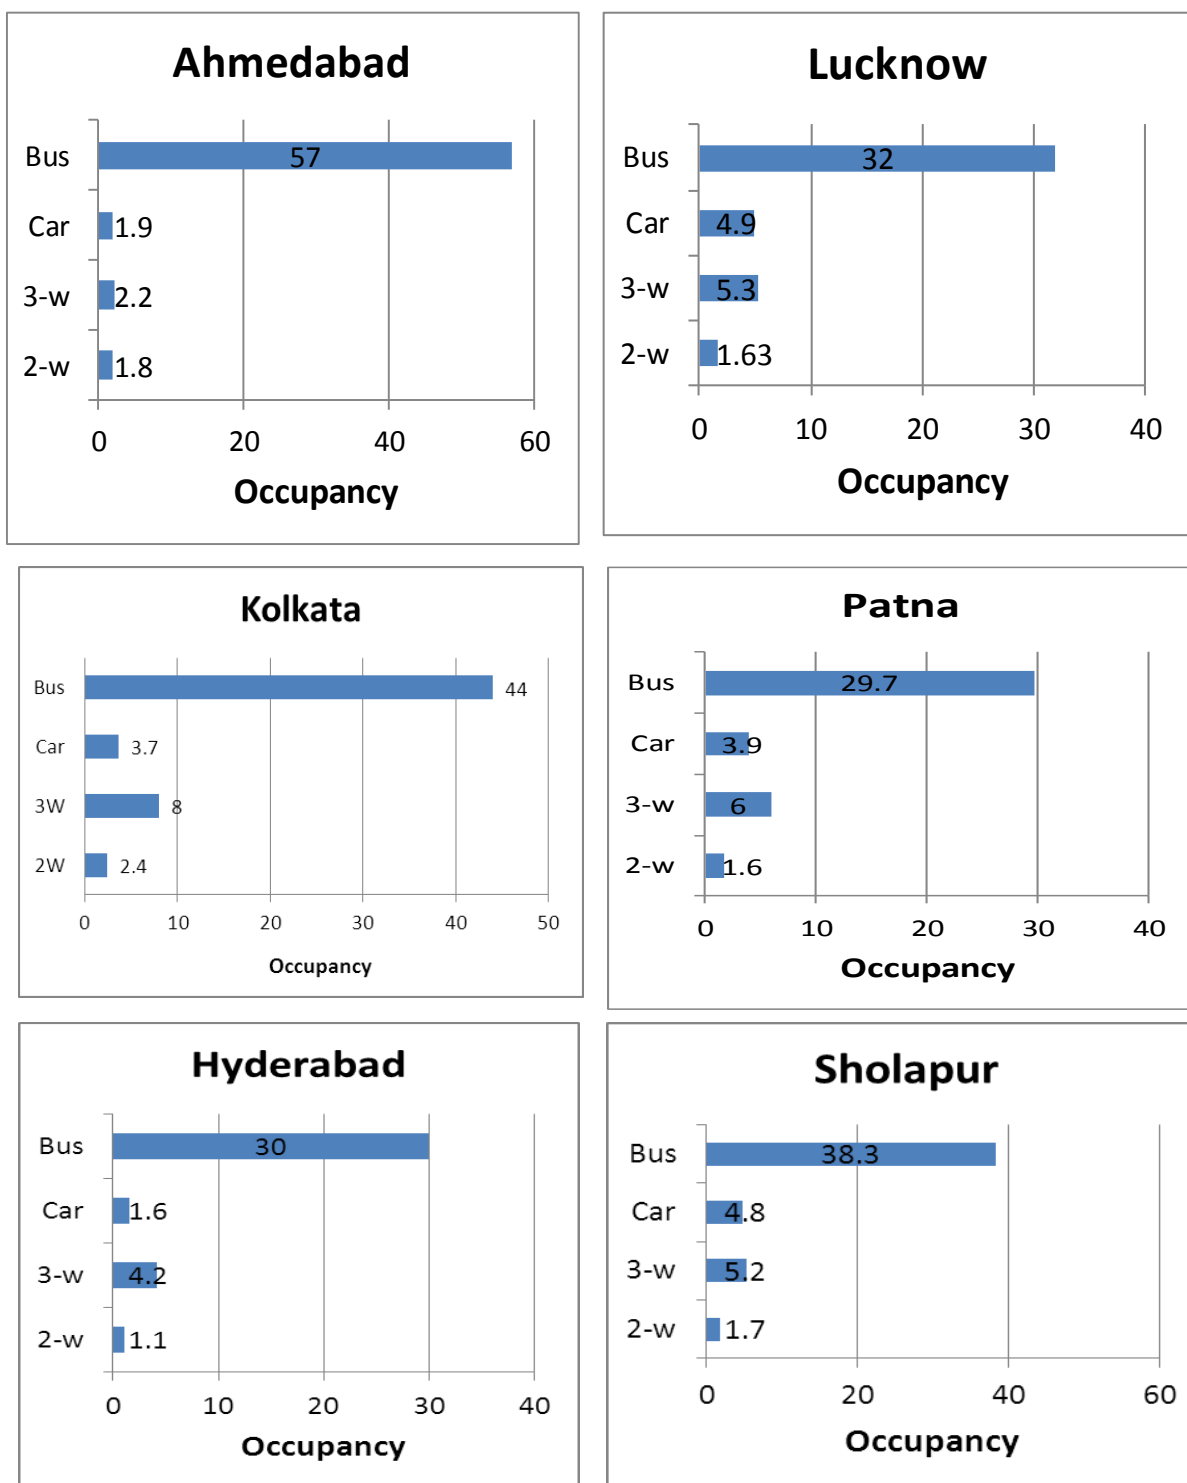 Ahmedabad
Bus
57
Car
1.9
3-w
2.2
2-w
1.8
0 20 40 60
Occupancy
Lucknow
Bus
32
Car
4.9
3-w
5.3
2-w
1.63
0 10 20 30 40
Occupancy
Kolkata
Bus
44
Car
3.7
3W
8
2W
2.4
0 10 20 30 40 50
Occupancy
Patna
Bus
29.7
Car
3.9
3-w
6
2-w
1.6
0 10 20 30 40
Occupancy
Hyderabad
Bus
30
Car
1.6
3-w
4.2
2-w
1.1
0 10 20 30 40
Occupancy
Sholapur
Bus
38.3
Car
4.8
3-w
5.2
2-w
1.7
0 20 40 60
Occupancy